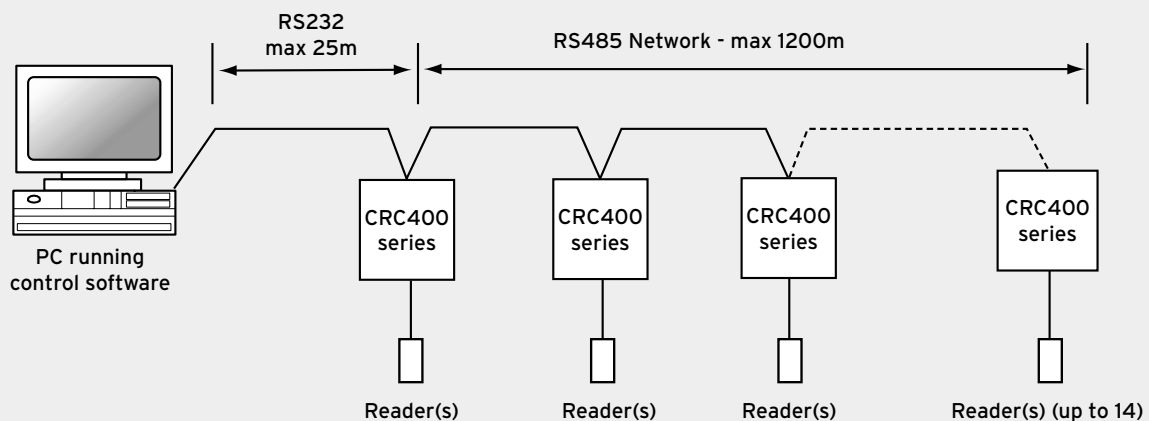 RS232
max 25m
RS485 Network - max 1200m
CRC400
series
CRC400
series
CRC400
series
CRC400
series
PC running
control software
Reader(s)
Reader(s)
Reader(s)
Reader(s) (up to 14)